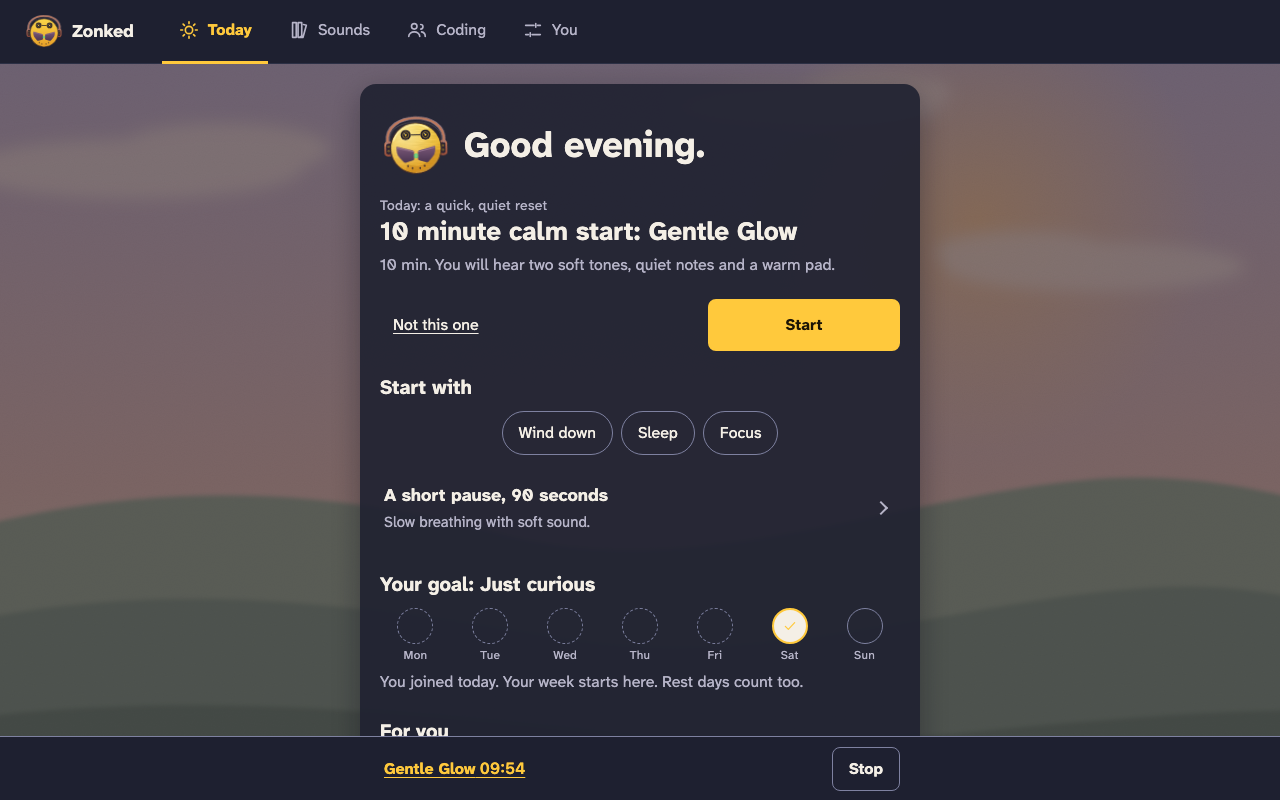 Zonked
Today
Sounds
Coding
You
Good evening.
Today: a quick, quiet reset
10 minute calm start: Gentle Glow
10 min. You will hear two soft tones, quiet notes and a warm pad.
Not this one
Start
Start with
Wind down
Sleep
Focus
A short pause, 90 seconds
Slow breathing with soft sound.
Your goal: Just curious
Mon
Tue
Wed
Thu
Fri
Sat
Sun
You joined today. Your week starts here. Rest days count too.
For you
Gentle Glow 09:54
Stop